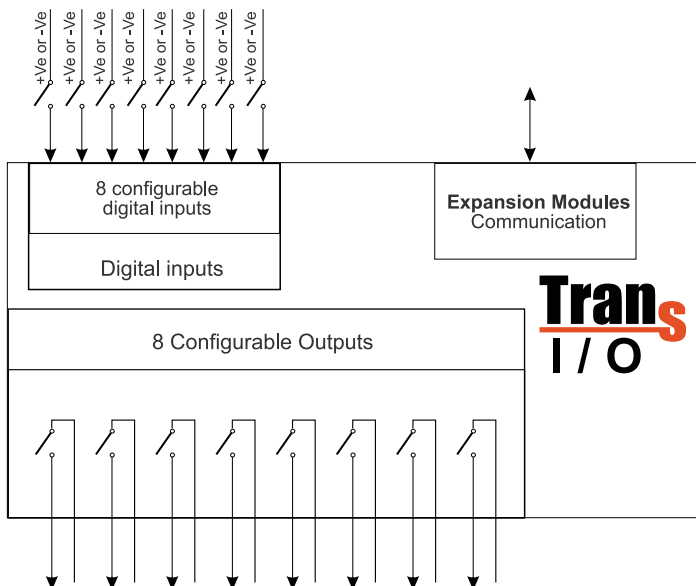 +Ve or -Ve
+Ve or -Ve
+Ve or -Ve
+Ve or -Ve
+Ve or -Ve
+Ve or -Ve
+Ve or -Ve
+Ve or -Ve
8 configurable
digital inputs
Digital inputs
Expansion Modules
Communication
Trans
I / O
8 Configurable Outputs